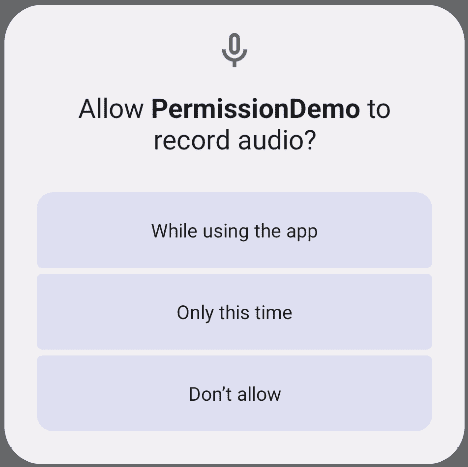 Allow PermissionDemo to
record audio?
While using the app
Only this time
Don’t allow